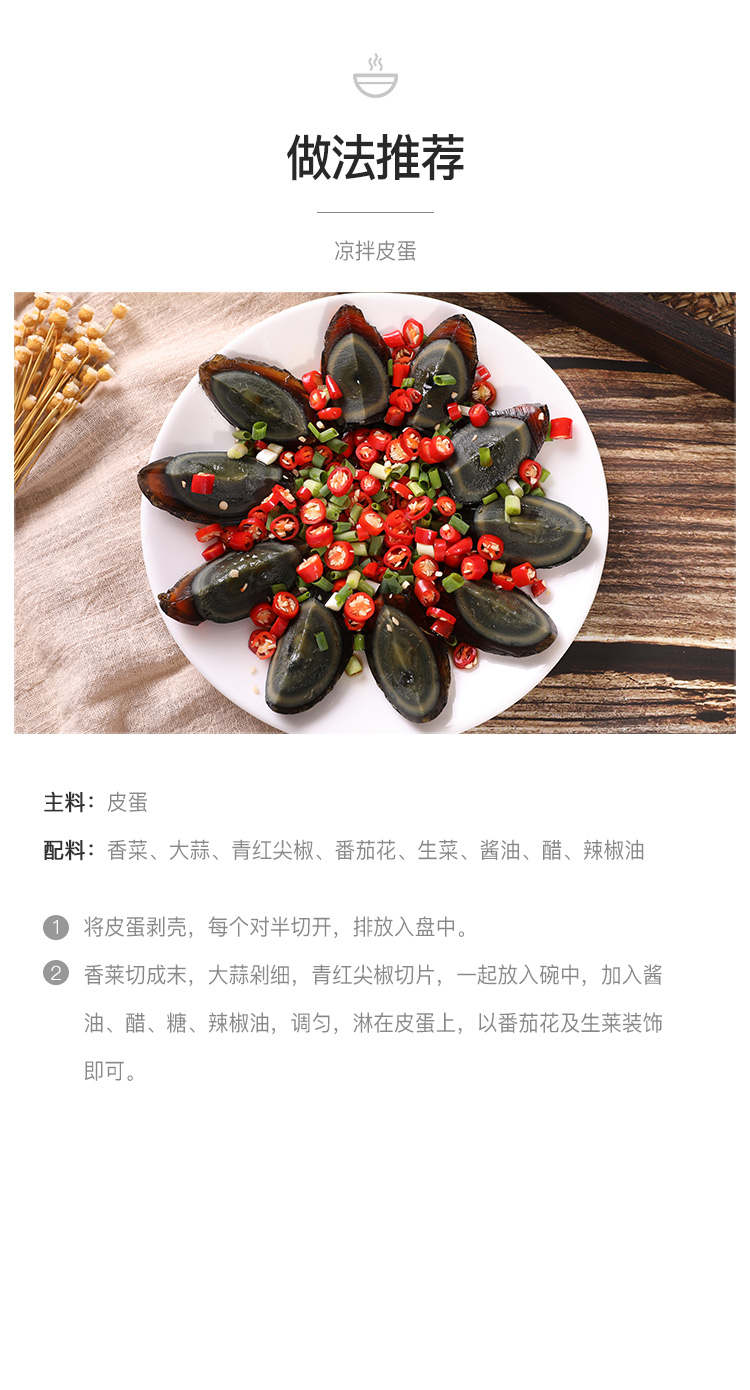 做法推荐
凉拌皮蛋
主料：皮蛋
配料：香菜、大蒜、青红尖椒、番茄花、生菜、酱油、醋、辣椒油
1 将皮蛋剥壳，每个对半切开，排放入盘中。
2 香莱切成末，大蒜剁细，青红尖椒切片，一起放入碗中，加入酱
油、醋、糖、辣椒油，调匀，淋在皮蛋上，以番茄花及生莱装饰
即可。